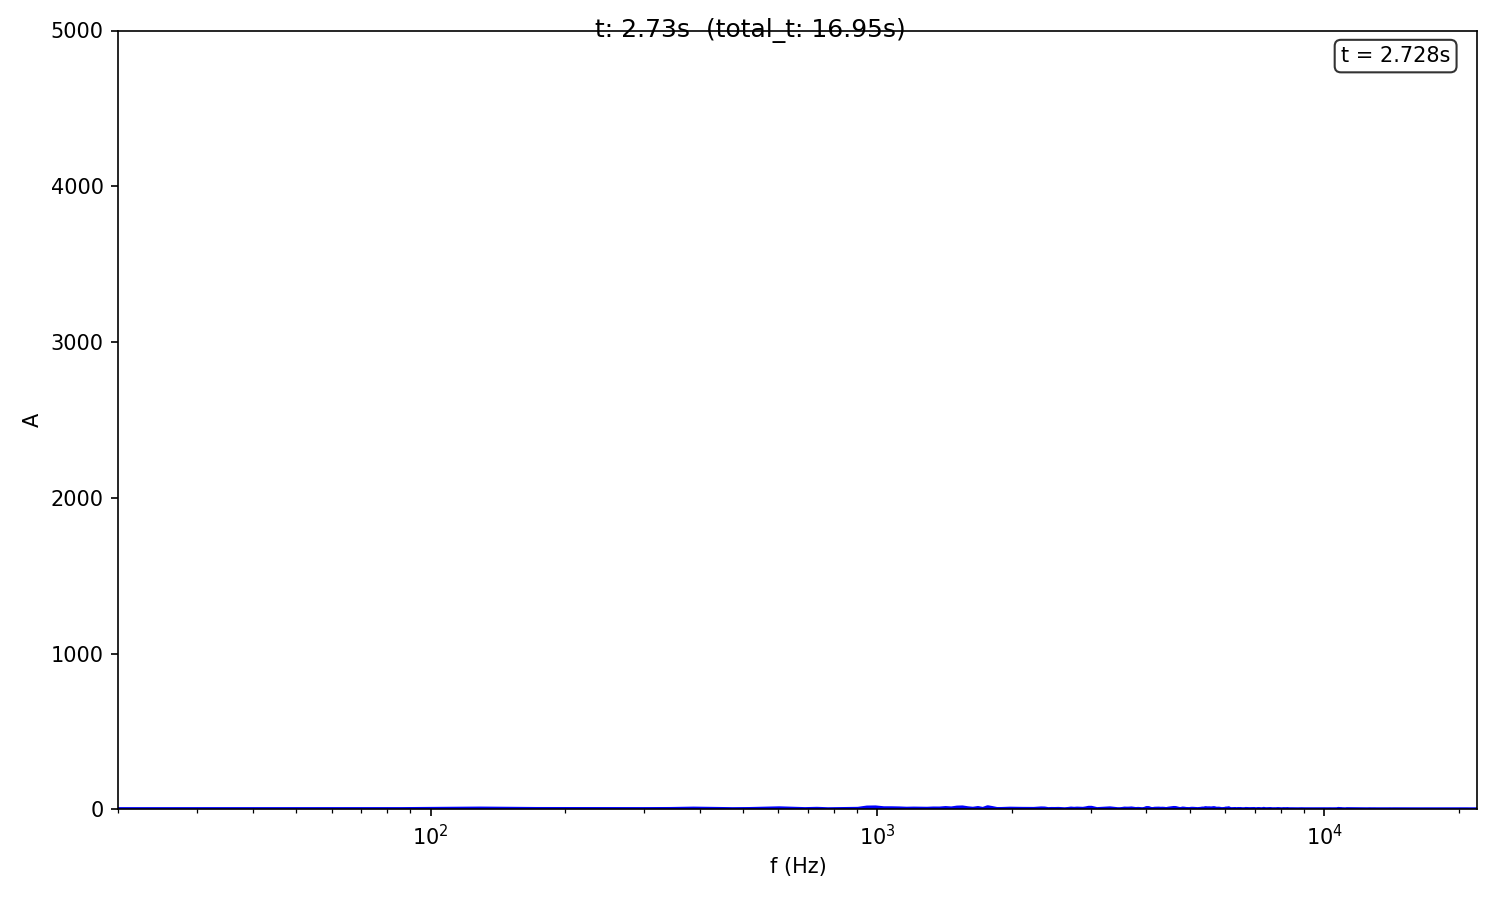 t: 2.73s  (total_t: 16.95s)
t = 2.728s
5000
4000
3000
2000
1000
0
A
10²
10³
10⁴
f (Hz)